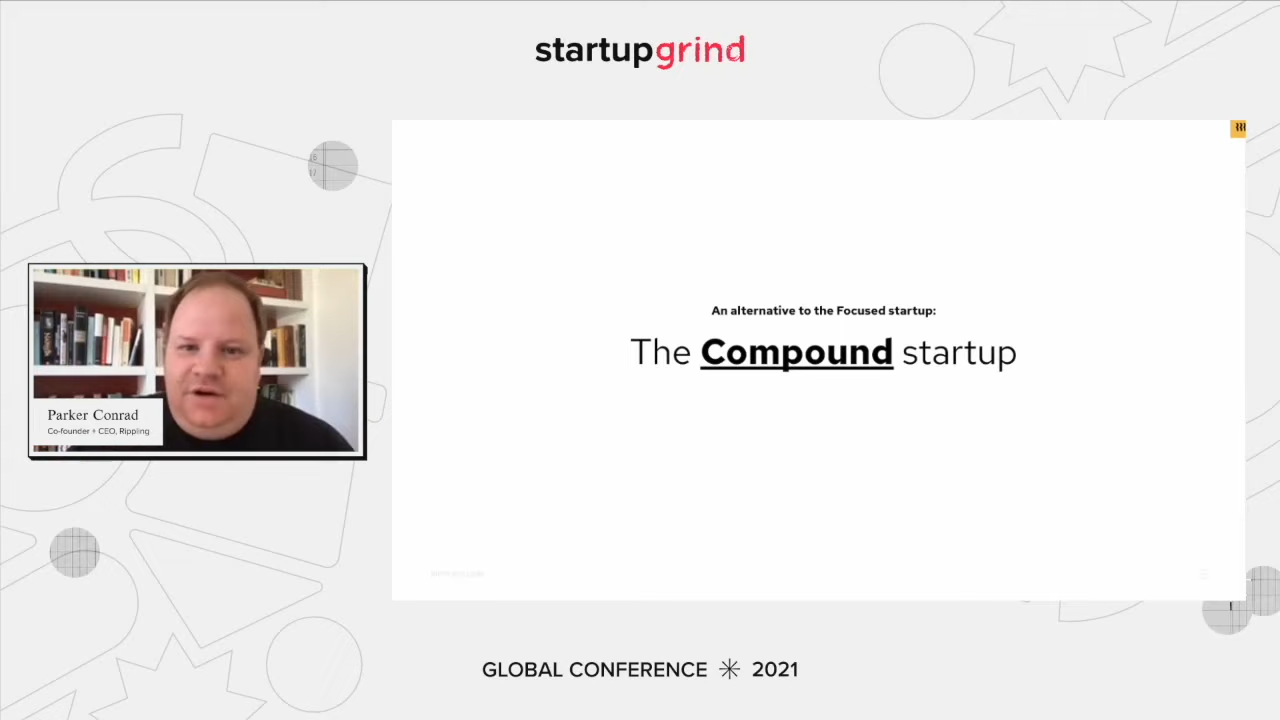 startupgrind
An alternative to the Focused startup:
The Compound startup
Parker Conrad
Co-founder + CEO, Rippling
GLOBAL CONFERENCE 2021